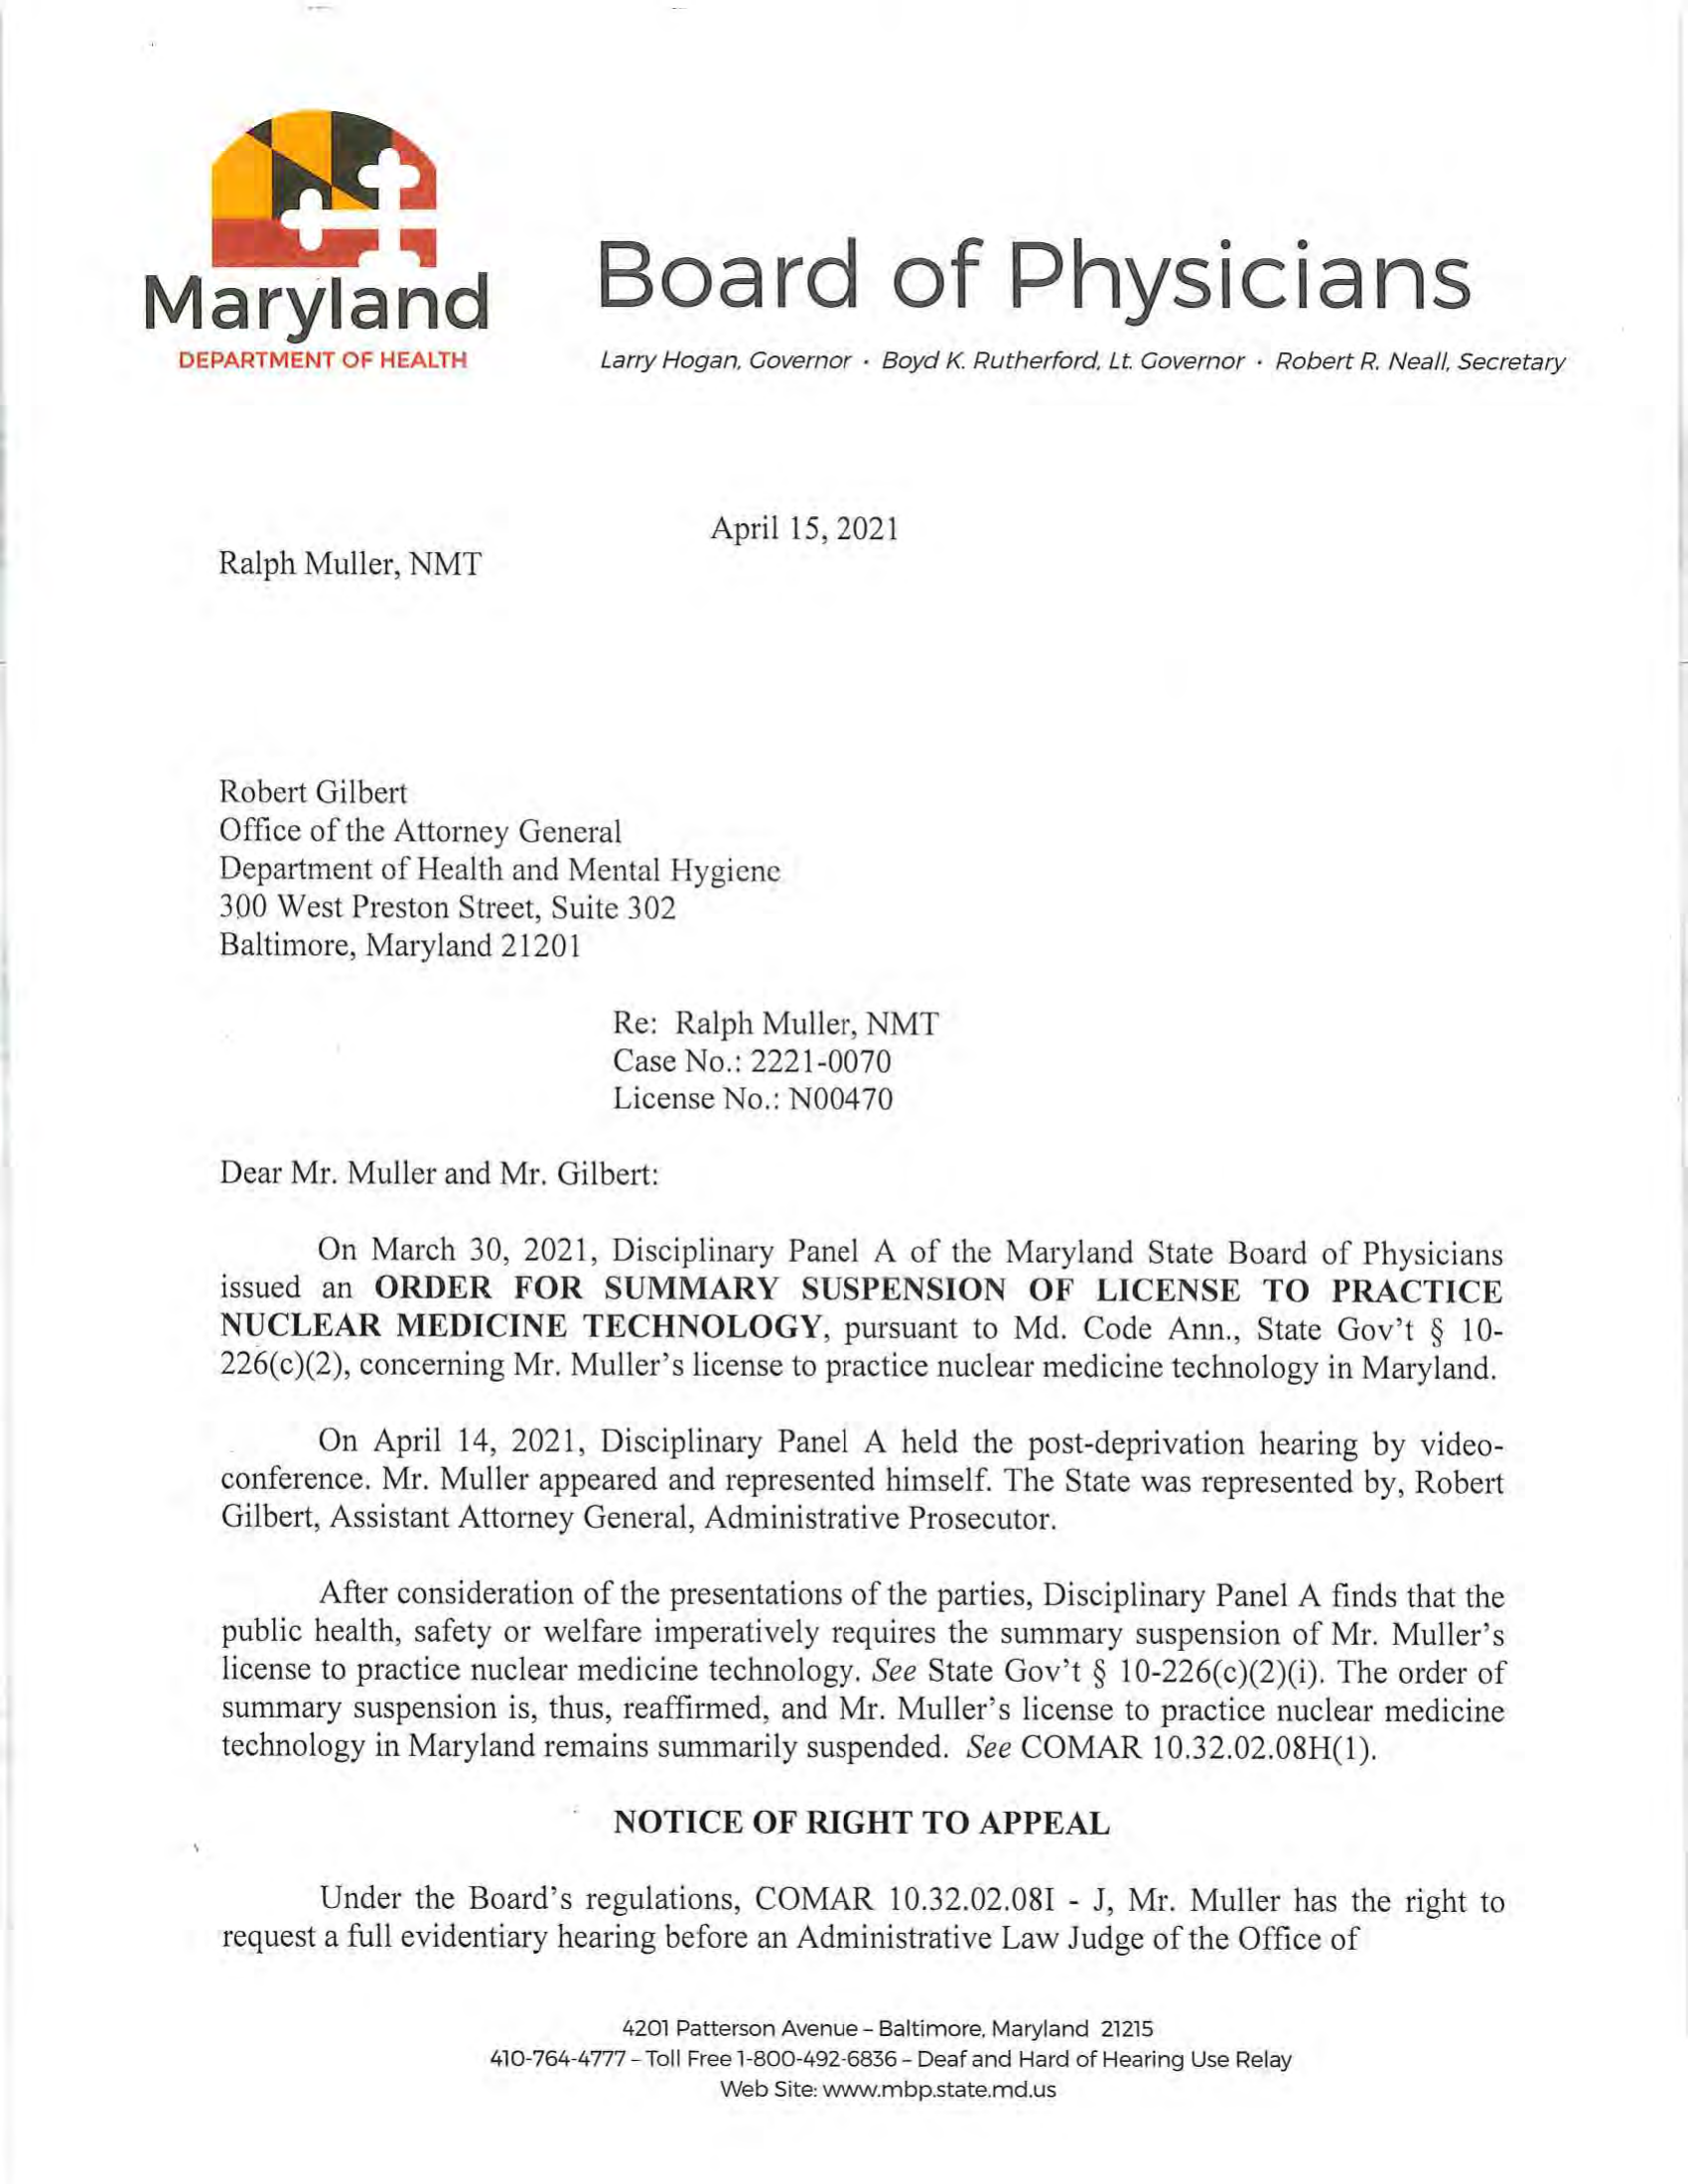 Maryland
DEPARTMENT OF HEALTH
Board of Physicians
Larry Hogan, Governor · Boyd K. Rutherford, Lt. Governor · Robert R. Neall, Secretary
April 15, 2021
Ralph Muller, NMT
Robert Gilbert
Office of the Attorney General
Department of Health and Mental Hygiene
300 West Preston Street, Suite 302
Baltimore, Maryland 21201
Re: Ralph Muller, NMT
Case No.: 2221-0070
License No.: N00470
Dear Mr. Muller and Mr. Gilbert:
On March 30, 2021, Disciplinary Panel A of the Maryland State Board of Physicians
issued an ORDER FOR SUMMARY SUSPENSION OF LICENSE TO PRACTICE
NUCLEAR MEDICINE TECHNOLOGY, pursuant to Md. Code Ann., State Gov't § 10-
226(c)(2), concerning Mr. Muller's license to practice nuclear medicine technology in Maryland.
On April 14, 2021, Disciplinary Panel A held the post-deprivation hearing by video-
conference. Mr. Muller appeared and represented himself. The State was represented by, Robert
Gilbert, Assistant Attorney General, Administrative Prosecutor.
After consideration of the presentations of the parties, Disciplinary Panel A finds that the
public health, safety or welfare imperatively requires the summary suspension of Mr. Muller's
license to practice nuclear medicine technology. See State Gov't § 10-226(c)(2)(i). The order of
summary suspension is, thus, reaffirmed, and Mr. Muller's license to practice nuclear medicine
technology in Maryland remains summarily suspended. See COMAR 10.32.02.08H(1).
NOTICE OF RIGHT TO APPEAL
Under the Board's regulations, COMAR 10.32.02.08I - J, Mr. Muller has the right to
request a full evidentiary hearing before an Administrative Law Judge of the Office of
4201 Patterson Avenue – Baltimore, Maryland 21215
410-764-4777 – Toll Free 1-800-492-6836 – Deaf and Hard of Hearing Use Relay
Web Site: www.mbp.state.md.us